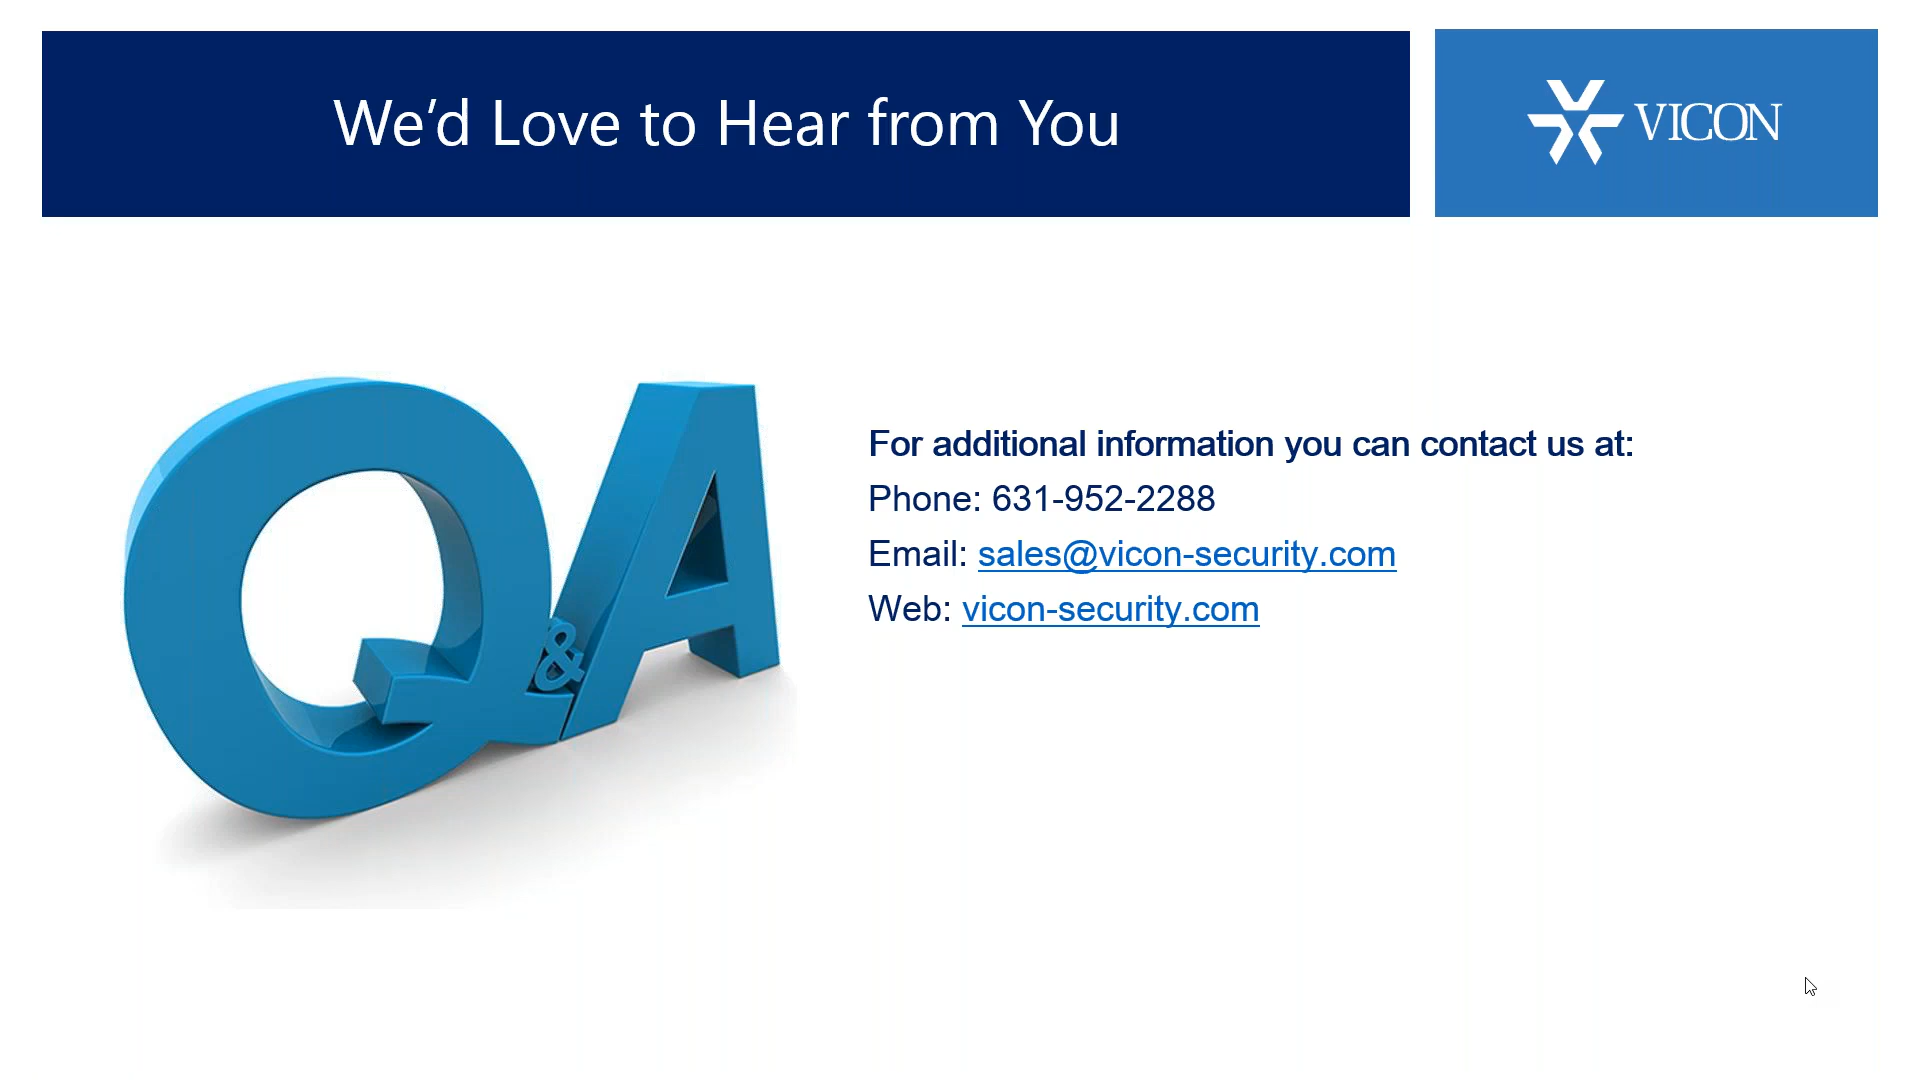 We’d Love to Hear from You
VICON
Q&A
For additional information you can contact us at:
Phone: 631-952-2288
Email: sales@vicon-security.com
Web: vicon-security.com